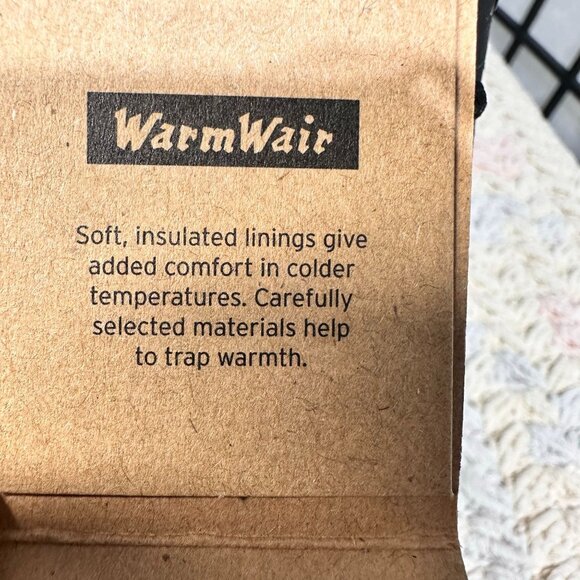 WarmWair
Soft, insulated linings give
added comfort in colder
temperatures. Carefully
selected materials help
to trap warmth.